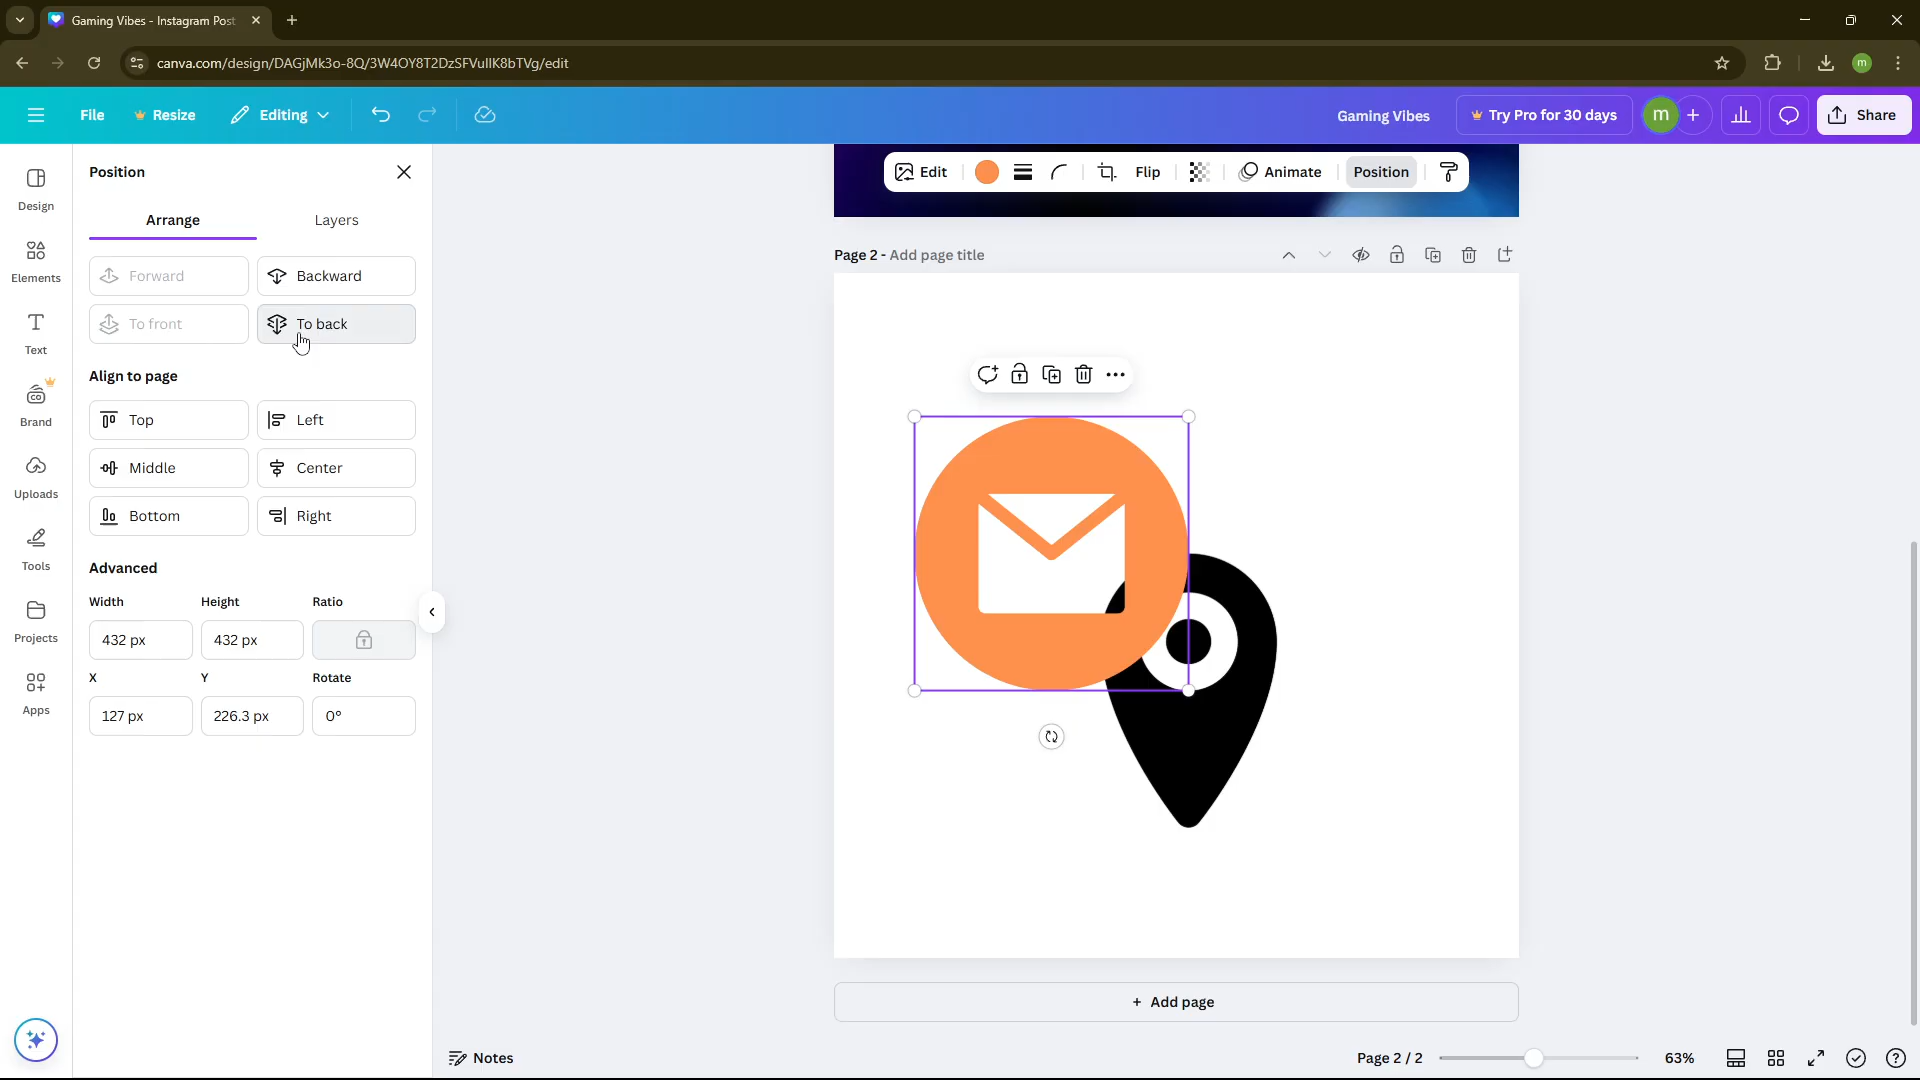 Gaming Vibes - Instagram Post
canva.com/design/DAGjMk3o-8Q/3W4OY8T2DzSFVuIlK8bTVg/edit
m
File
Resize
Editing
Gaming Vibes
Try Pro for 30 days
m
+
Share
Design
Elements
Text
Brand
Uploads
Tools
Projects
Apps
Position
Arrange
Layers
Forward
Backward
To front
To back
Align to page
Top
Left
Middle
Center
Bottom
Right
Advanced
Width
Height
Ratio
432 px
432 px
X
Y
Rotate
127 px
226.3 px
0°
Edit
Flip
Animate
Position
Page 2 - Add page title
+ Add page
Notes
Page 2 / 2
63%